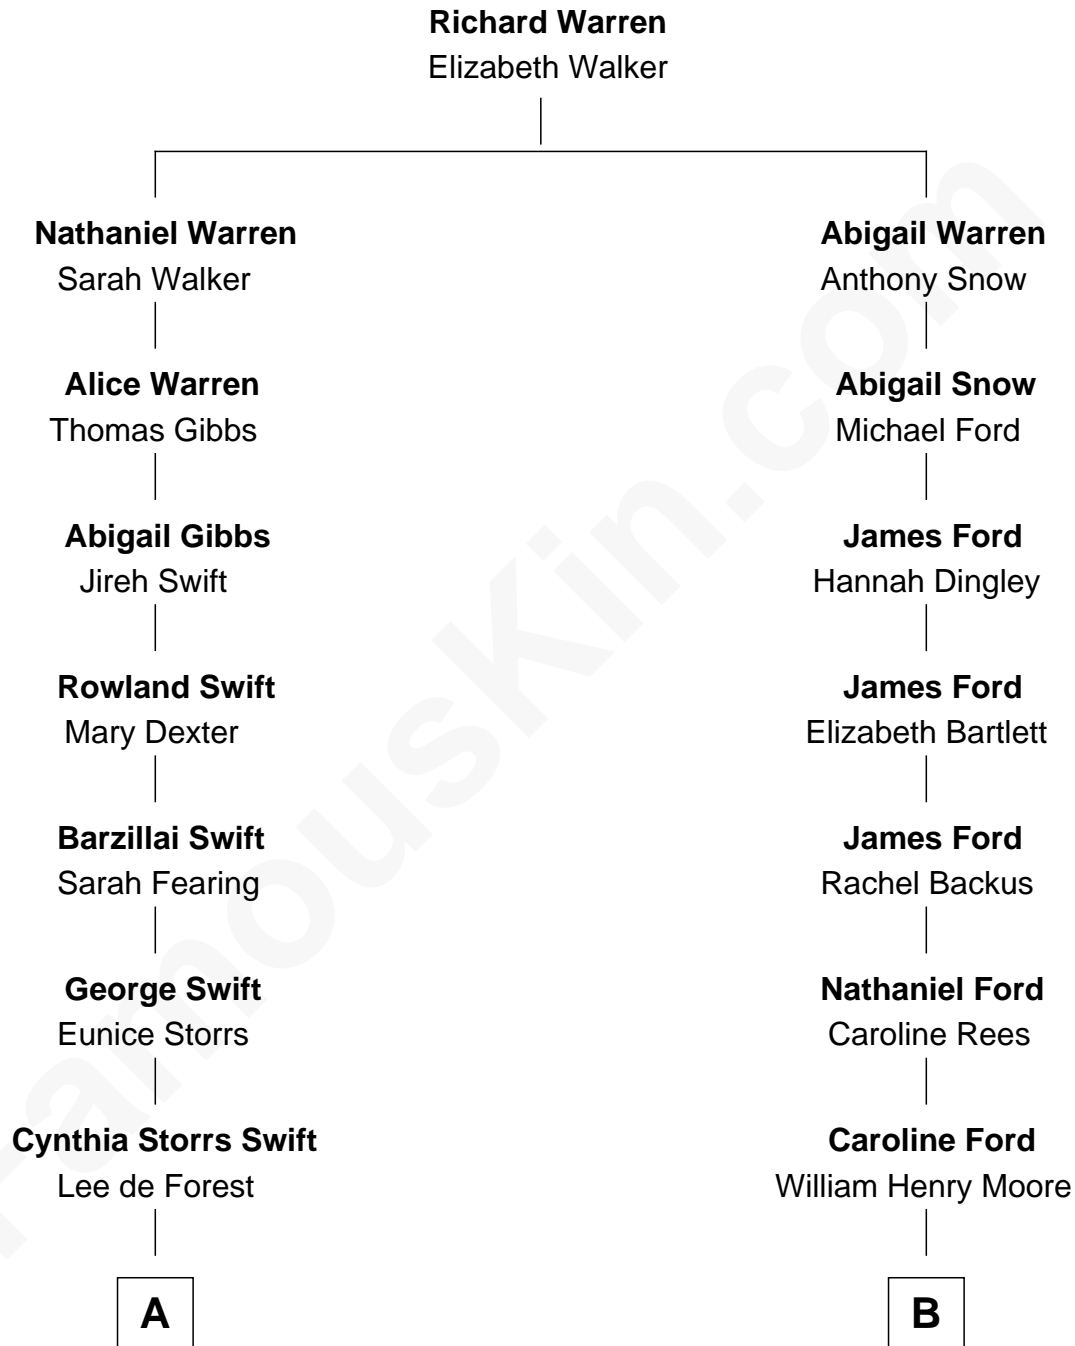 Richard Warren
Elizabeth Walker
Nathaniel Warren
Sarah Walker
Abigail Warren
Anthony Snow
Alice Warren
Thomas Gibbs
Abigail Snow
Michael Ford
Abigail Gibbs
Jireh Swift
James Ford
Hannah Dingley
Rowland Swift
Mary Dexter
James Ford
Elizabeth Bartlett
Barzillai Swift
Sarah Fearing
James Ford
Rachel Backus
George Swift
Eunice Storrs
Nathaniel Ford
Caroline Rees
Cynthia Storrs Swift
Lee de Forest
Caroline Ford
William Henry Moore
A
B
FamousKin.com